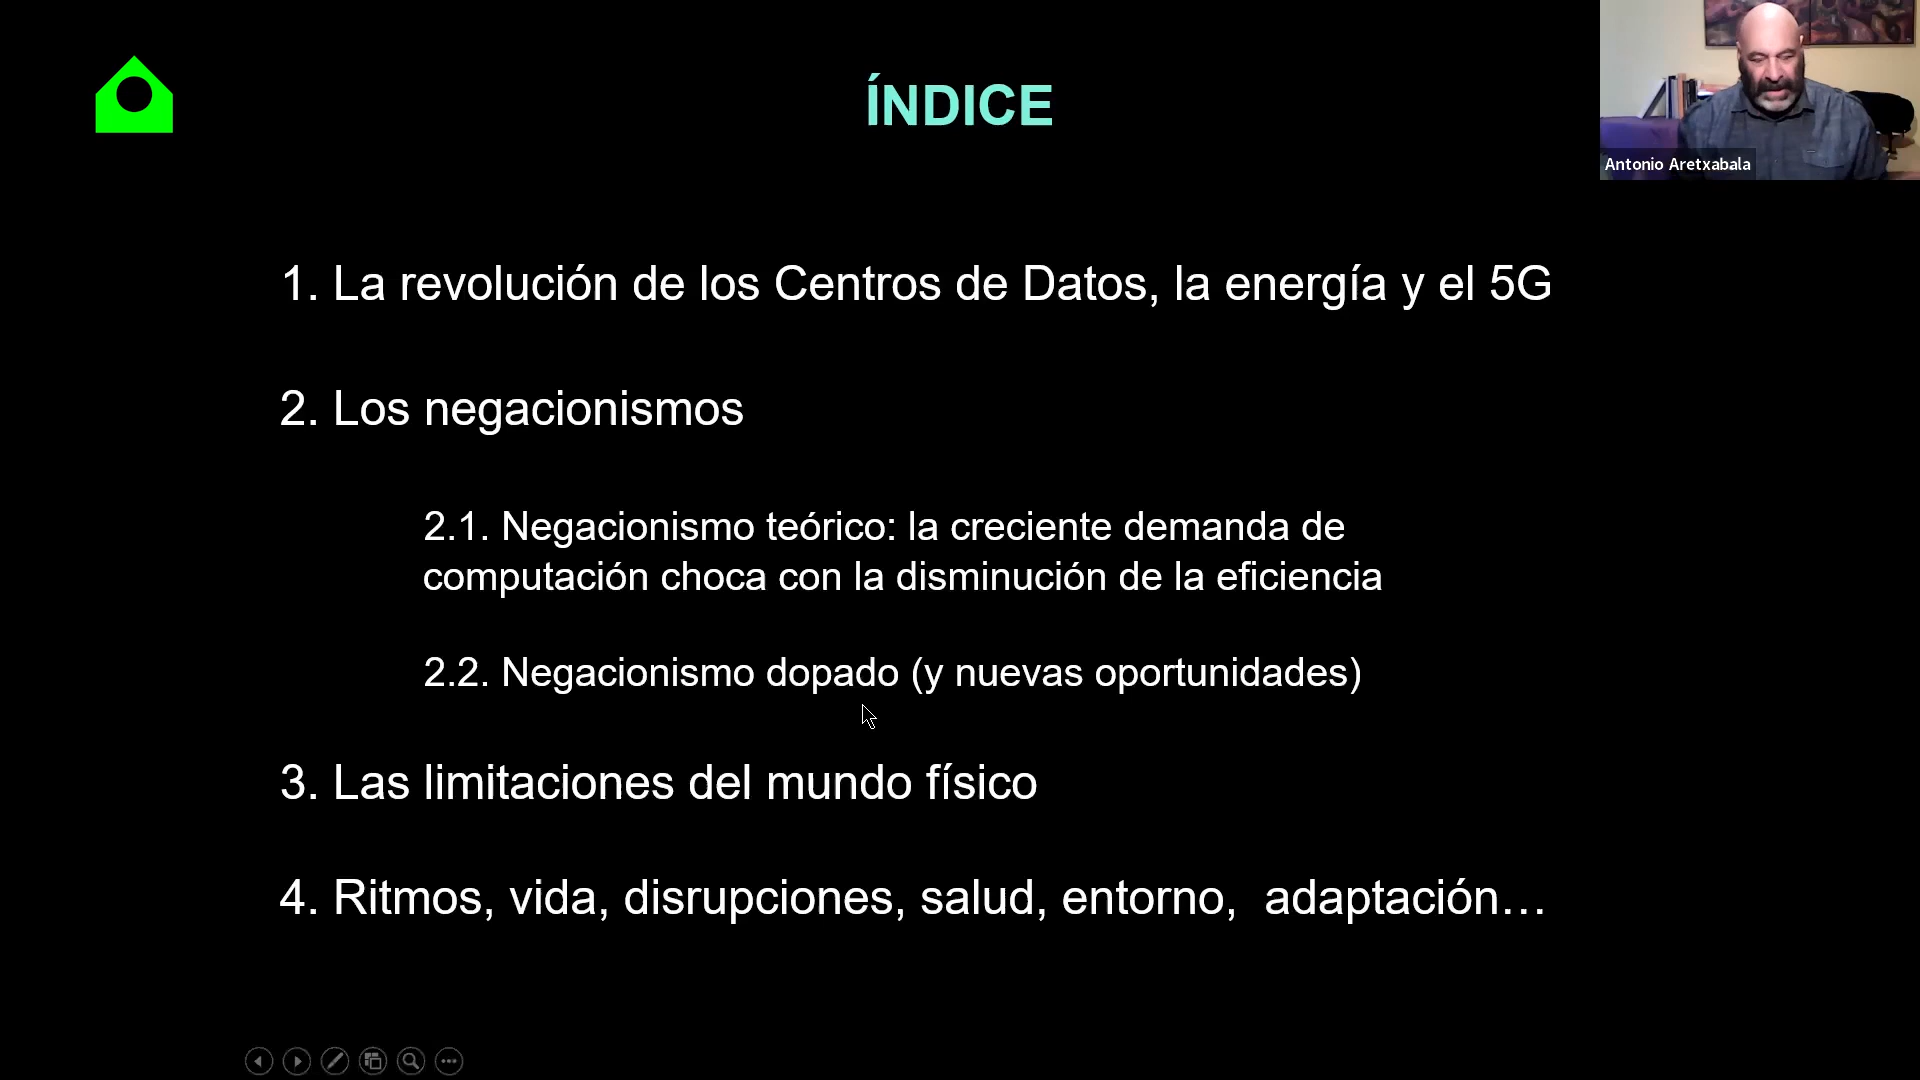 ÍNDICE
Antonio Aretxabala
1. La revolución de los Centros de Datos, la energía y el 5G
2. Los negacionismos
2.1. Negacionismo teórico: la creciente demanda de
computación choca con la disminución de la eficiencia
2.2. Negacionismo dopado (y nuevas oportunidades)
3. Las limitaciones del mundo físico
4. Ritmos, vida, disrupciones, salud, entorno,  adaptación…